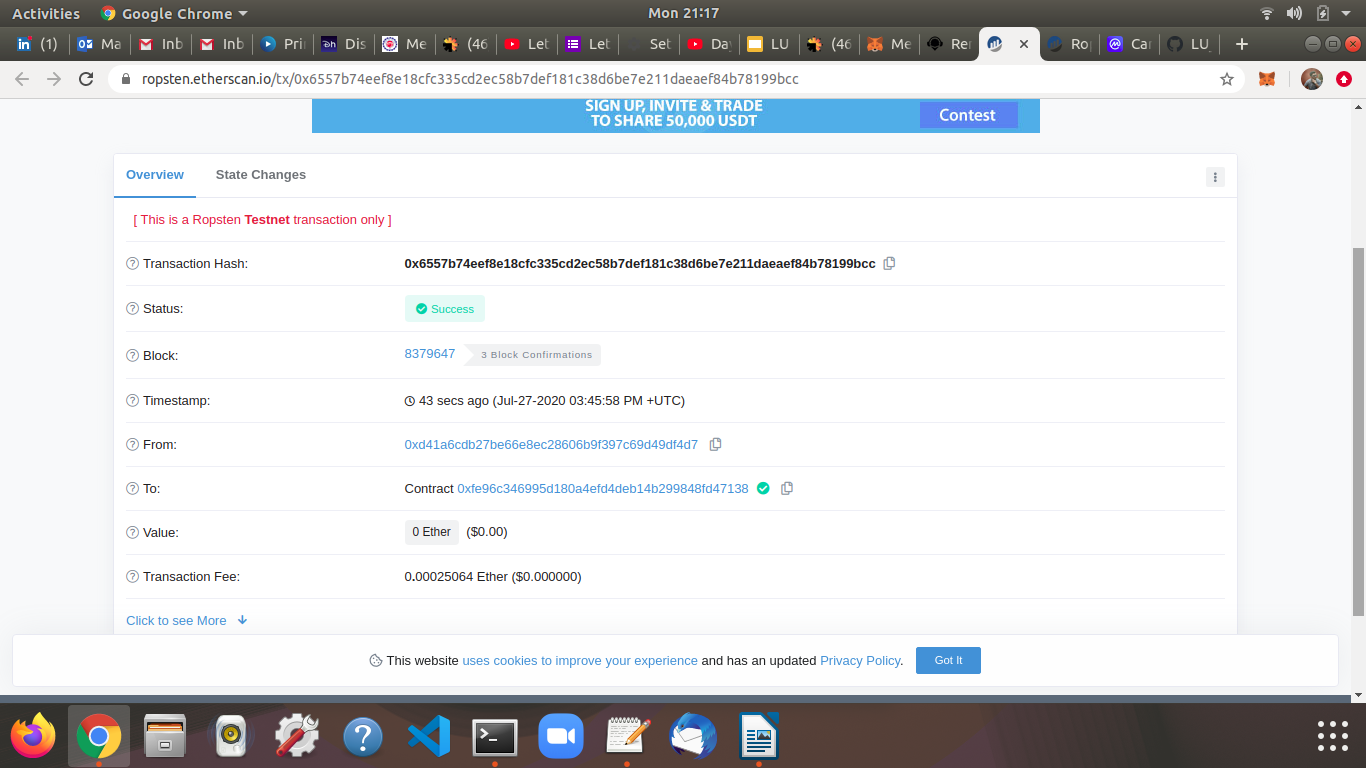 Activities Google Chrome Mon 21:17
(1) Ma Inb Inb Prii Dis Me (46 Let Let Set Day LU (46 Me Rer Ro Car LU_
ropsten.etherscan.io/tx/0x6557b74eef8e18cfc335cd2ec58b7def181c38d6be7e211daeaef84b78199bcc
SIGN UP, INVITE & TRADE
TO SHARE 50,000 USDT
Contest
Overview State Changes
[ This is a Ropsten Testnet transaction only ]
Transaction Hash: 0x6557b74eef8e18cfc335cd2ec58b7def181c38d6be7e211daeaef84b78199bcc
Status: Success
Block: 8379647 3 Block Confirmations
Timestamp: 43 secs ago (Jul-27-2020 03:45:58 PM +UTC)
From: 0xd41a6cdb27be66e8ec28606b9f397c69d49df4d7
To: Contract 0xfe96c346995d180a4efd4deb14b299848fd47138
Value: 0 Ether ($0.00)
Transaction Fee: 0.00025064 Ether ($0.000000)
Click to see More
This website uses cookies to improve your experience and has an updated Privacy Policy. Got It